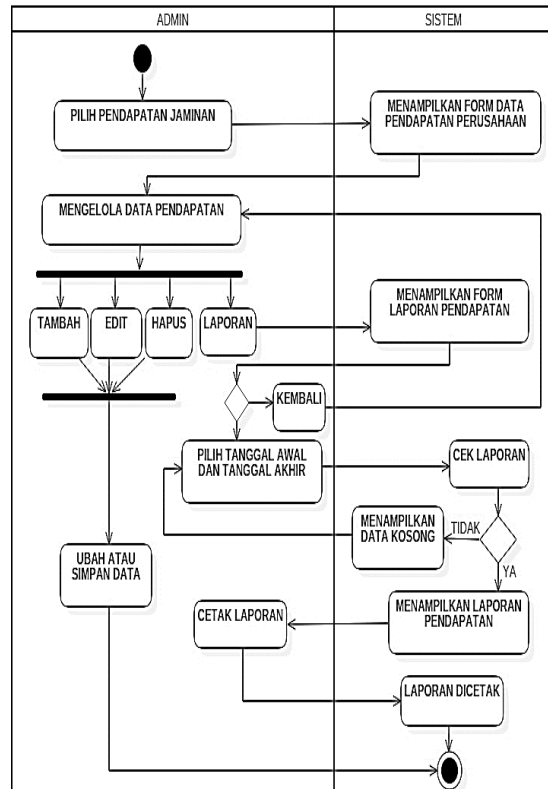 ADMIN
SISTEM
PILIH PENDAPATAN JAMINAN
MENAMPILKAN FORM DATA
PENDAPATAN PERUSAHAAN
MENGELOLA DATA PENDAPATAN
TAMBAH
EDIT
HAPUS
LAPORAN
MENAMPILKAN FORM
LAPORAN PENDAPATAN
KEMBALI
PILIH TANGGAL AWAL
DAN TANGGAL AKHIR
CEK LAPORAN
MENAMPILKAN
DATA KOSONG
TIDAK
YA
UBAH ATAU
SIMPAN DATA
CETAK LAPORAN
MENAMPILKAN LAPORAN
PENDAPATAN
LAPORAN DICETAK